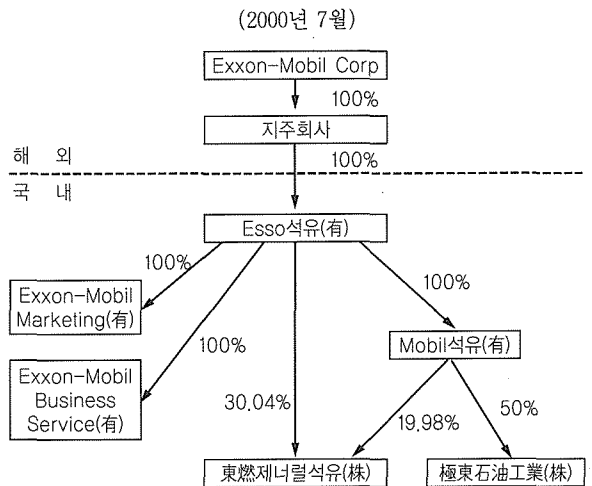 (2000년 7월)
Exxon-Mobil Corp
100%
지주회사
해 외
100%
국 내
Esso석유(有)
100%
100%
Exxon-Mobil
Marketing(有)
100%
Mobil석유(有)
Exxon-Mobil
Business
Service(有)
30.04%
19.98%
50%
東燃제너럴석유(株)
極東石油工業(株)